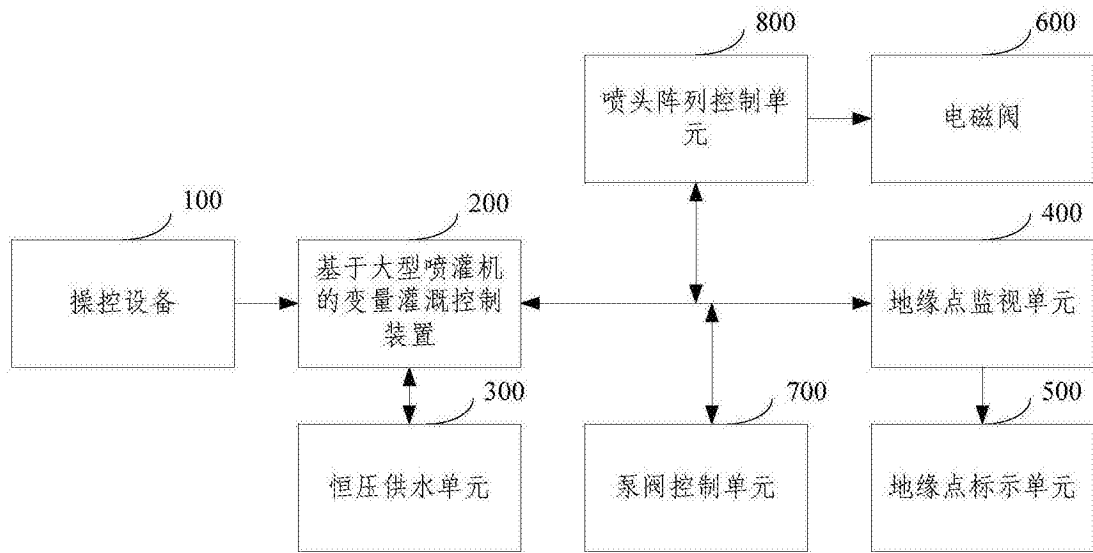 800
600
喷头阵列控制单
元
电磁阀
100
200
400
操控设备
基于大型喷灌机
的变量灌溉控制
装置
地缘点监视单元
300
700
500
恒压供水单元
泵阀控制单元
地缘点标示单元